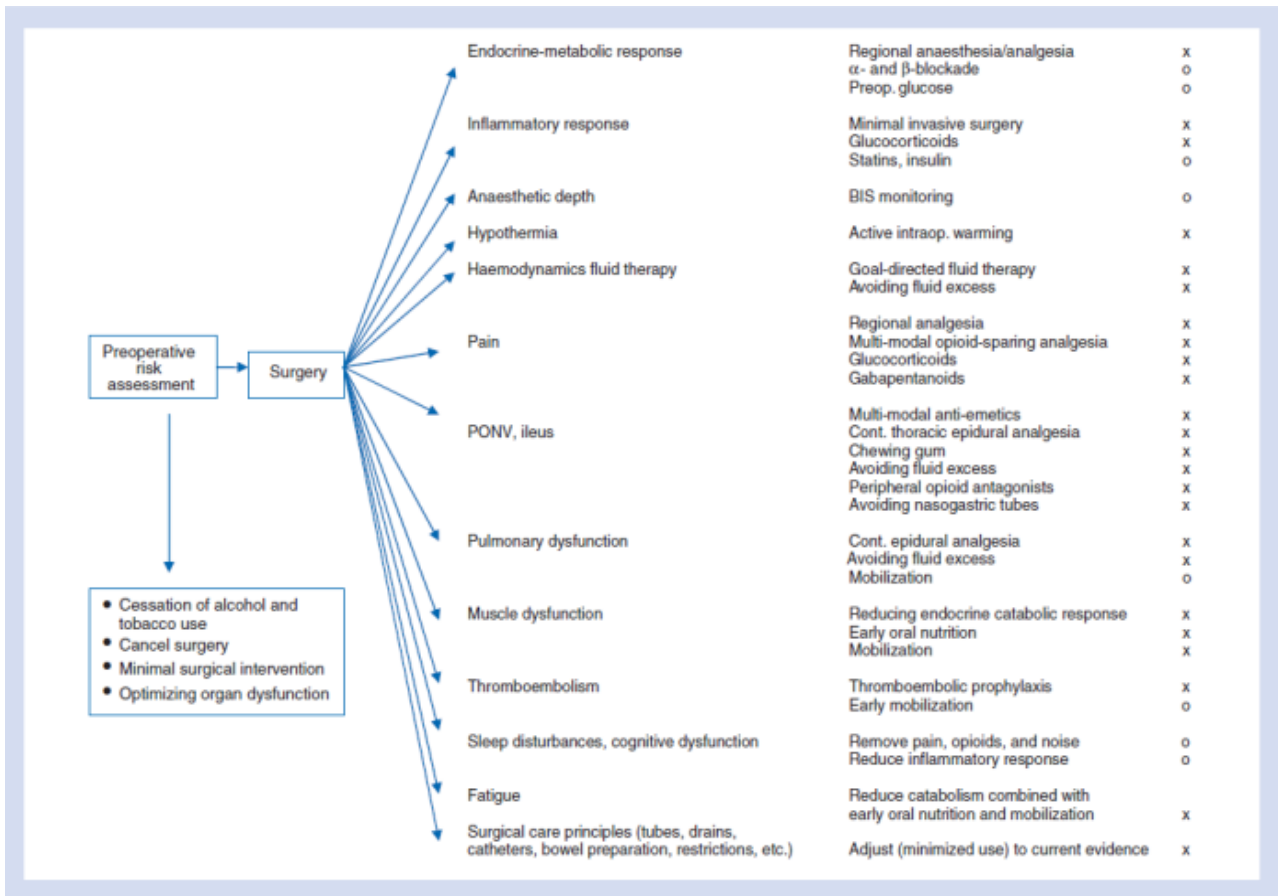 Endocrine-metabolic response Regional anaesthesia/analgesia x
α- and β-blockade o
Preop. glucose o
Inflammatory response Minimal invasive surgery x
Glucocorticoids x
Statins, insulin o
Anaesthetic depth BIS monitoring o
Hypothermia Active intraop. warming x
Haemodynamics fluid therapy Goal-directed fluid therapy x
Avoiding fluid excess x
Regional analgesia x
Pain Multi-modal opioid-sparing analgesia x
Glucocorticoids x
Gabapentanoids x
Preoperative
risk
assessment
Surgery
Multi-modal anti-emetics x
PONV, ileus Cont. thoracic epidural analgesia x
Chewing gum x
Avoiding fluid excess x
Peripheral opioid antagonists x
Avoiding nasogastric tubes x
Pulmonary dysfunction Cont. epidural analgesia x
Avoiding fluid excess x
Mobilization o
• Cessation of alcohol and
tobacco use
• Cancel surgery
• Minimal surgical intervention
• Optimizing organ dysfunction
Muscle dysfunction Reducing endocrine catabolic response x
Early oral nutrition x
Mobilization x
Thromboembolism Thromboembolic prophylaxis x
Early mobilization o
Sleep disturbances, cognitive dysfunction Remove pain, opioids, and noise o
Reduce inflammatory response o
Fatigue Reduce catabolism combined with
early oral nutrition and mobilization x
Surgical care principles (tubes, drains,
catheters, bowel preparation, restrictions, etc.) Adjust (minimized use) to current evidence x